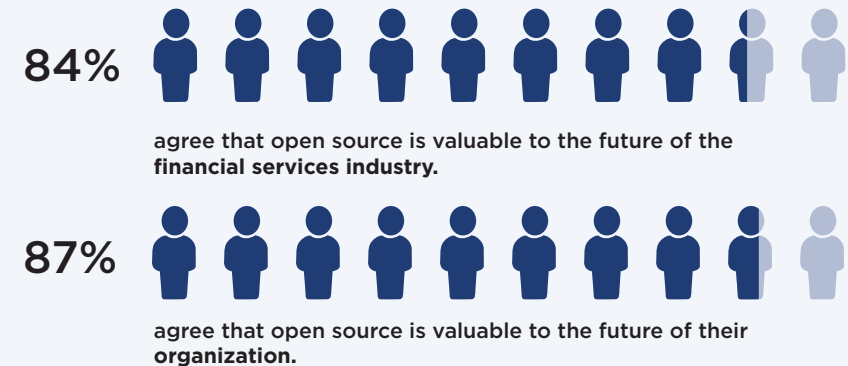 84%
agree that open source is valuable to the future of the
financial services industry.
87%
agree that open source is valuable to the future of their
organization.